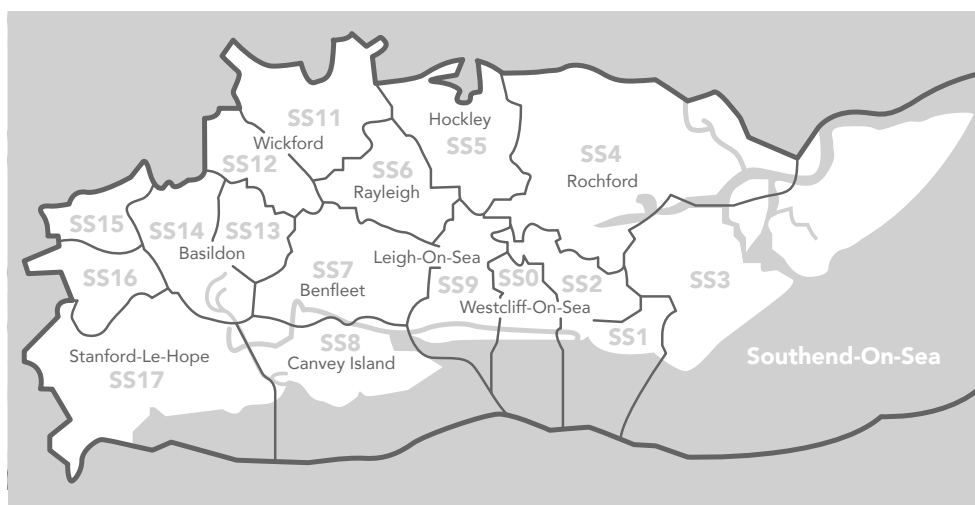 SS11
Wickford
SS12
Hockley
SS5
SS6
Rayleigh
SS4
Rochford
SS15
SS14
SS13
Basildon
SS16
SS7
Benfleet
Leigh-On-Sea
SS9
SS0
SS2
Westcliff-On-Sea
SS3
SS1
SS8
Canvey Island
Stanford-Le-Hope
SS17
Southend-On-Sea